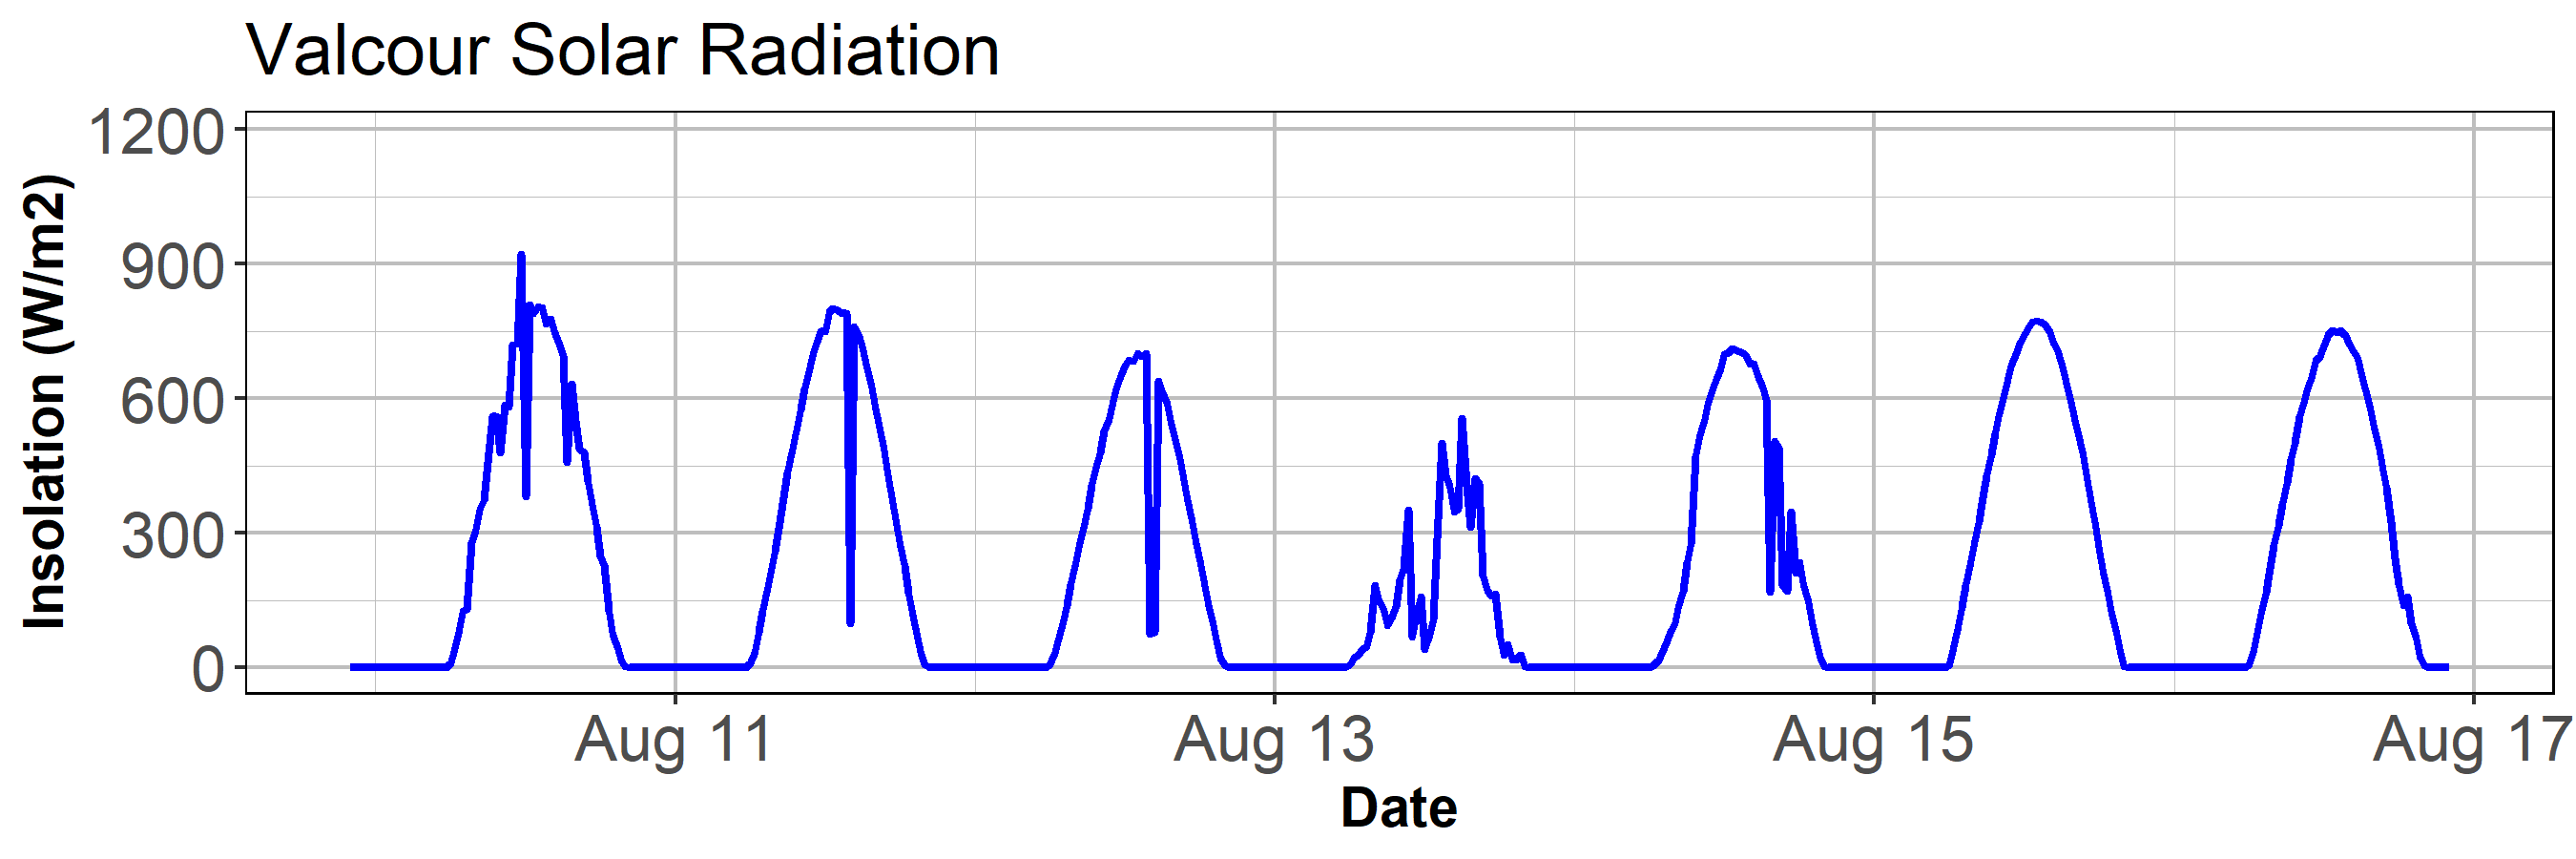 Valcour Solar Radiation
1200
900
600
300
0
Insolation (W/m2)
Aug 11
Aug 13
Aug 15
Aug 17
Date